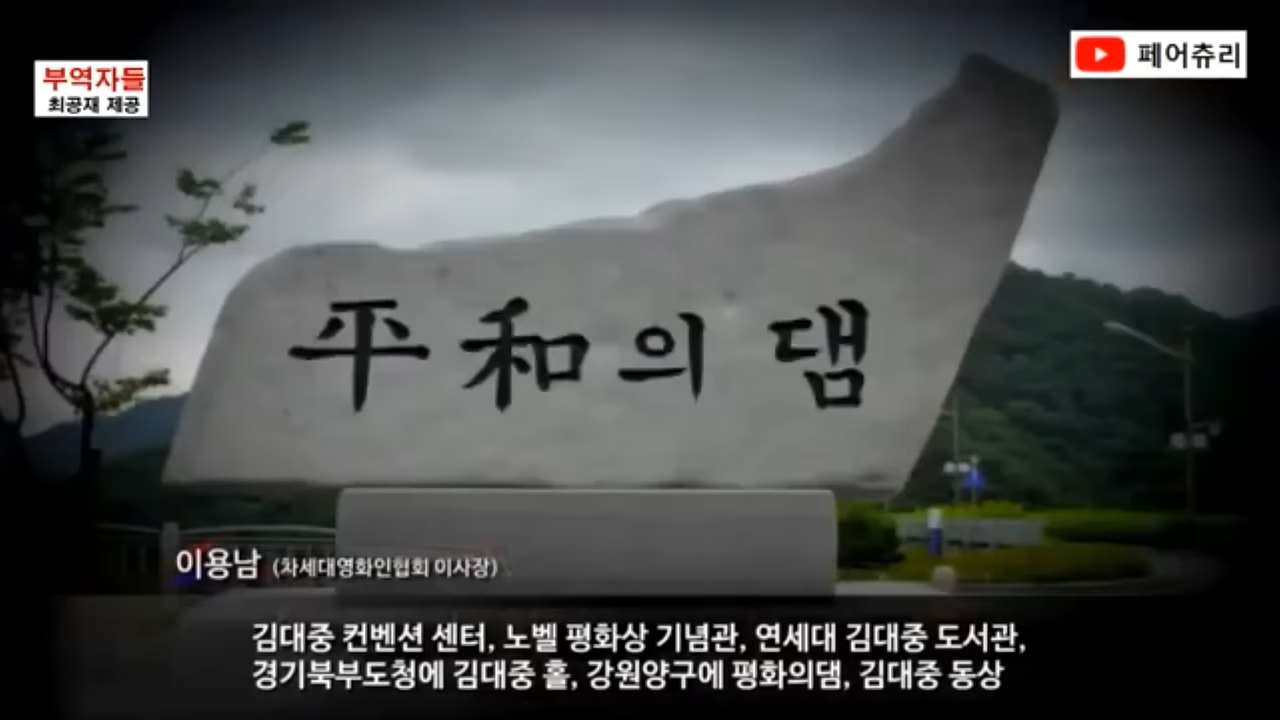 부역자들
최공재 제공
페어츄리
平和의 댐
이용남 (차세대영화인협회 이사장)
김대중 컨벤션 센터, 노벨 평화상 기념관, 연세대 김대중 도서관,
경기북부도청에 김대중 홀, 강원양구에 평화의댐, 김대중 동상